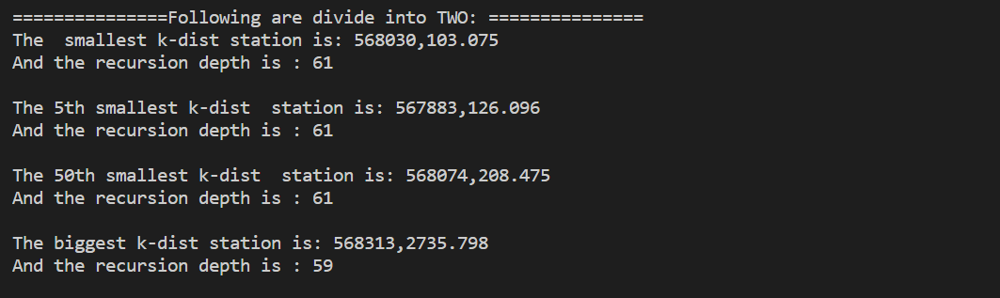 ===============Following are divide into TWO: ===============
The  smallest k-dist station is: 568030,103.075
And the recursion depth is : 61
The 5th smallest k-dist  station is: 567883,126.096
And the recursion depth is : 61
The 50th smallest k-dist  station is: 568074,208.475
And the recursion depth is : 61
The biggest k-dist station is: 568313,2735.798
And the recursion depth is : 59